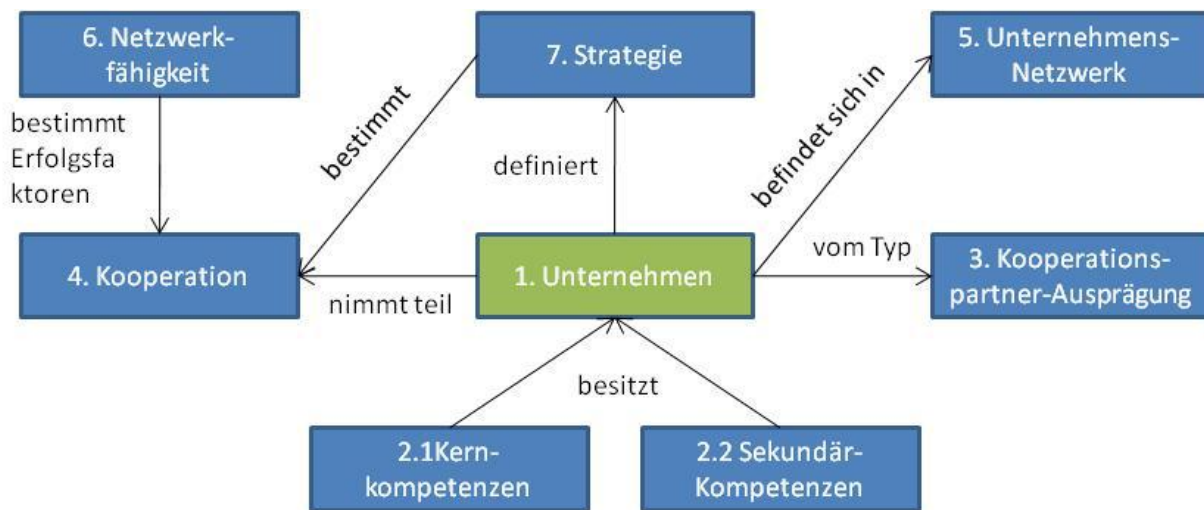 6. Netzwerk-
fähigkeit
7. Strategie
5. Unternehmens-
Netzwerk
bestimmt
Erfolgsfa
ktoren
bestimmt
definiert
befindet sich in
4. Kooperation
nimmt teil
1. Unternehmen
vom Typ
3. Kooperations-
partner-Ausprägung
besitzt
2.1Kern-
kompetenzen
2.2 Sekundär-
Kompetenzen